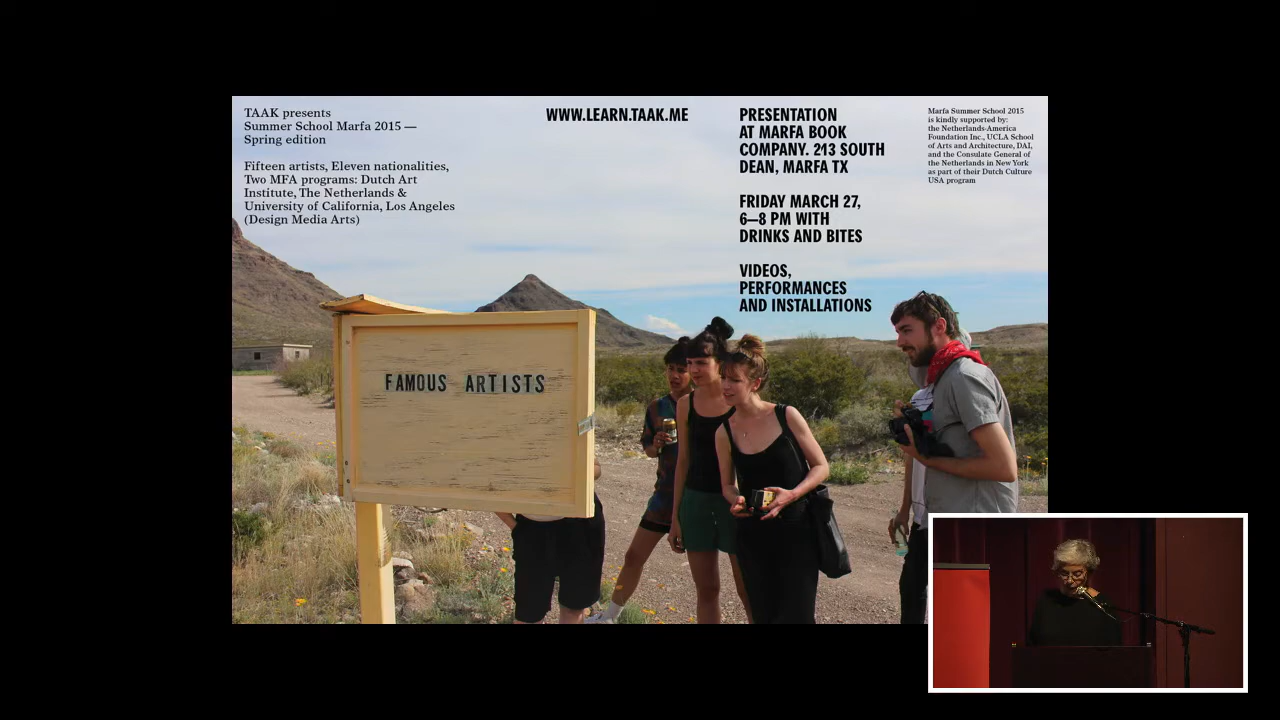 TAAK presents
Summer School Marfa 2015 —
Spring edition
Fifteen artists, Eleven nationalities,
Two MFA programs: Dutch Art
Institute, The Netherlands &
University of California, Los Angeles
(Design Media Arts)
WWW.LEARN.TAAK.ME
PRESENTATION
AT MARFA BOOK
COMPANY. 213 SOUTH
DEAN, MARFA TX
FRIDAY MARCH 27,
6—8 PM WITH
DRINKS AND BITES
VIDEOS,
PERFORMANCES
AND INSTALLATIONS
Marfa Summer School 2015
is kindly supported by:
the Netherlands-America
Foundation Inc., UCLA School
of Arts and Architecture, DAI,
and the Consulate General of
the Netherlands in New York
as part of their Dutch Culture
USA program
FAMOUS ARTISTS